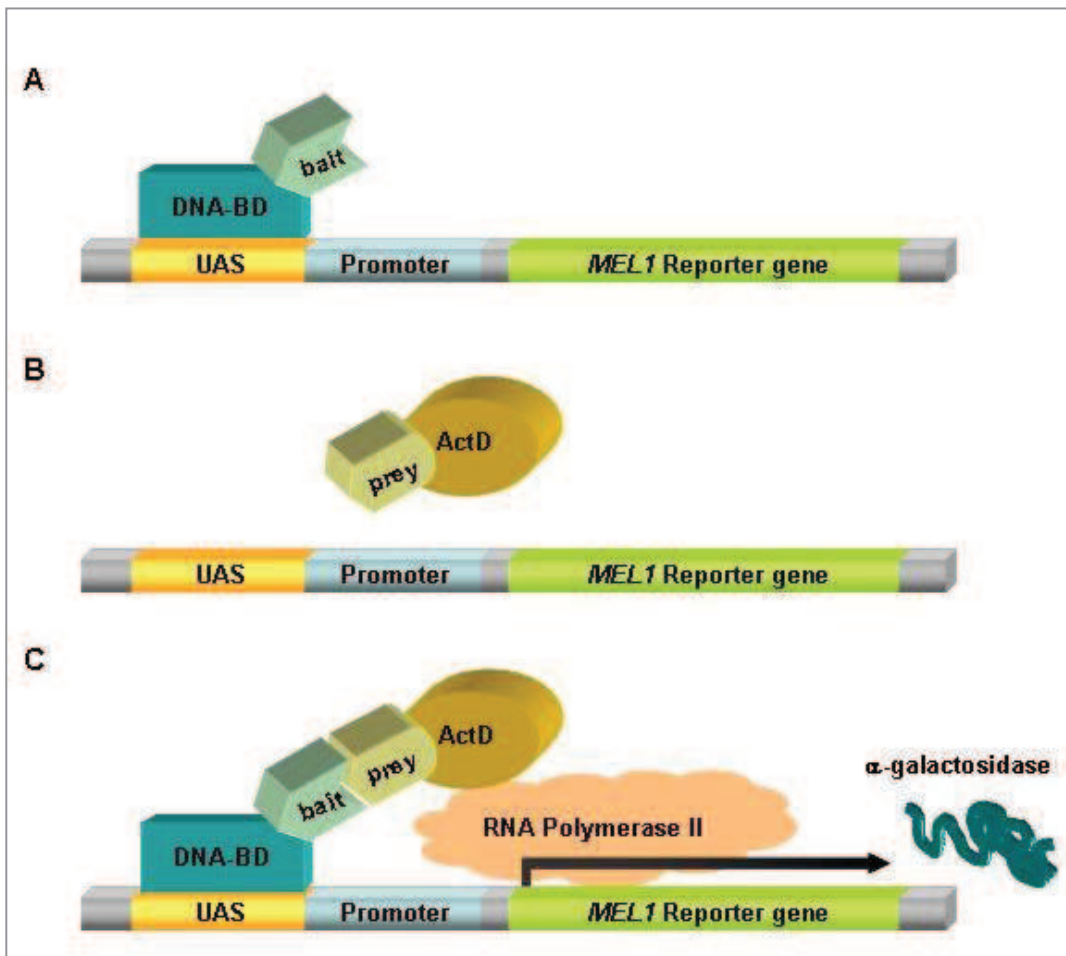 A
bait
DNA-BD
UAS Promoter MEL1 Reporter gene
B
ActD
prey
UAS Promoter MEL1 Reporter gene
C
ActD
prey
bait
α-galactosidase
RNA Polymerase II
DNA-BD
UAS Promoter MEL1 Reporter gene